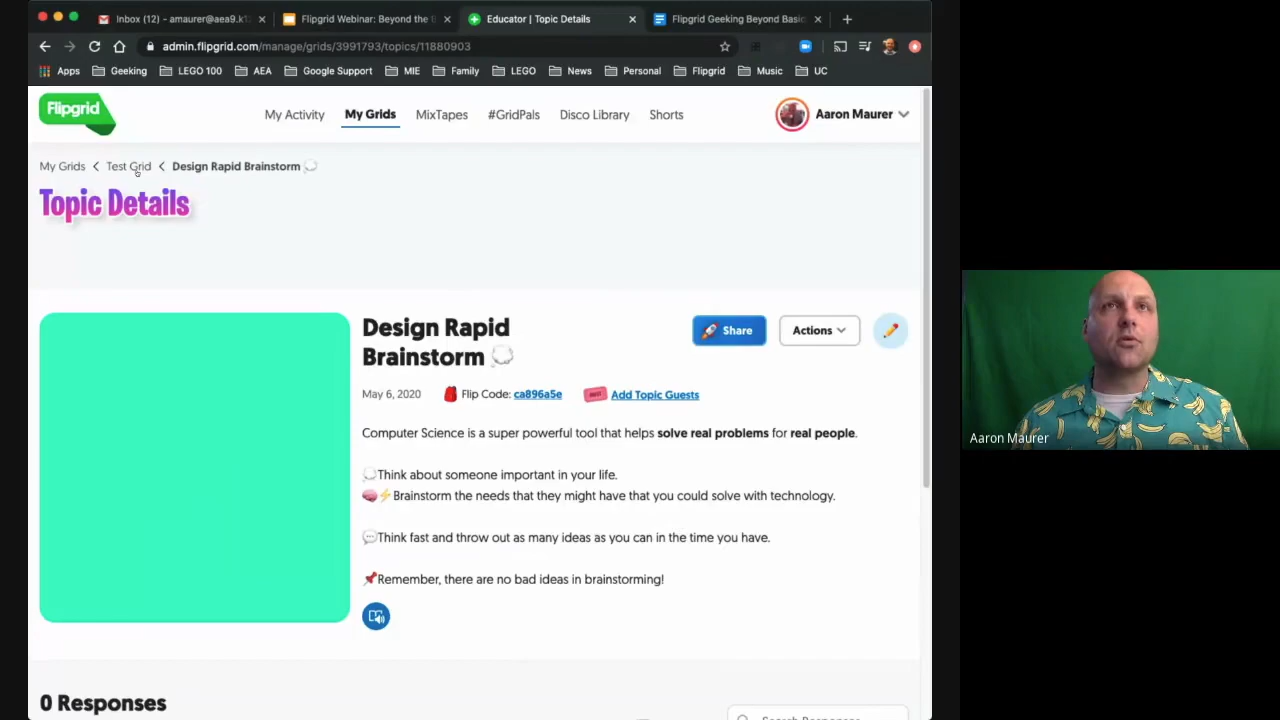 Inbox (12) - amaurer@aea9.k1
Flipgrid Webinar: Beyond the
Educator | Topic Details
Flipgrid Geeking Beyond Basic
admin.flipgrid.com/manage/grids/3991793/topics/11880903
Apps Geeking LEGO 100 AEA Google Support MIE Family LEGO News Personal Flipgrid Music UC
Flipgrid
My Activity My Grids MixTapes #GridPals Disco Library Shorts
Aaron Maurer
My Grids < Test Grid < Design Rapid Brainstorm 💭
Topic Details
Design Rapid
Brainstorm 💭
Share
Actions
May 6, 2020 Flip Code: ca896a5e Add Topic Guests
Computer Science is a super powerful tool that helps solve real problems for real people.
💭Think about someone important in your life.
🧠⚡Brainstorm the needs that they might have that you could solve with technology.
💬Think fast and throw out as many ideas as you can in the time you have.
📌Remember, there are no bad ideas in brainstorming!
0 Responses
Search Responses
Aaron Maurer